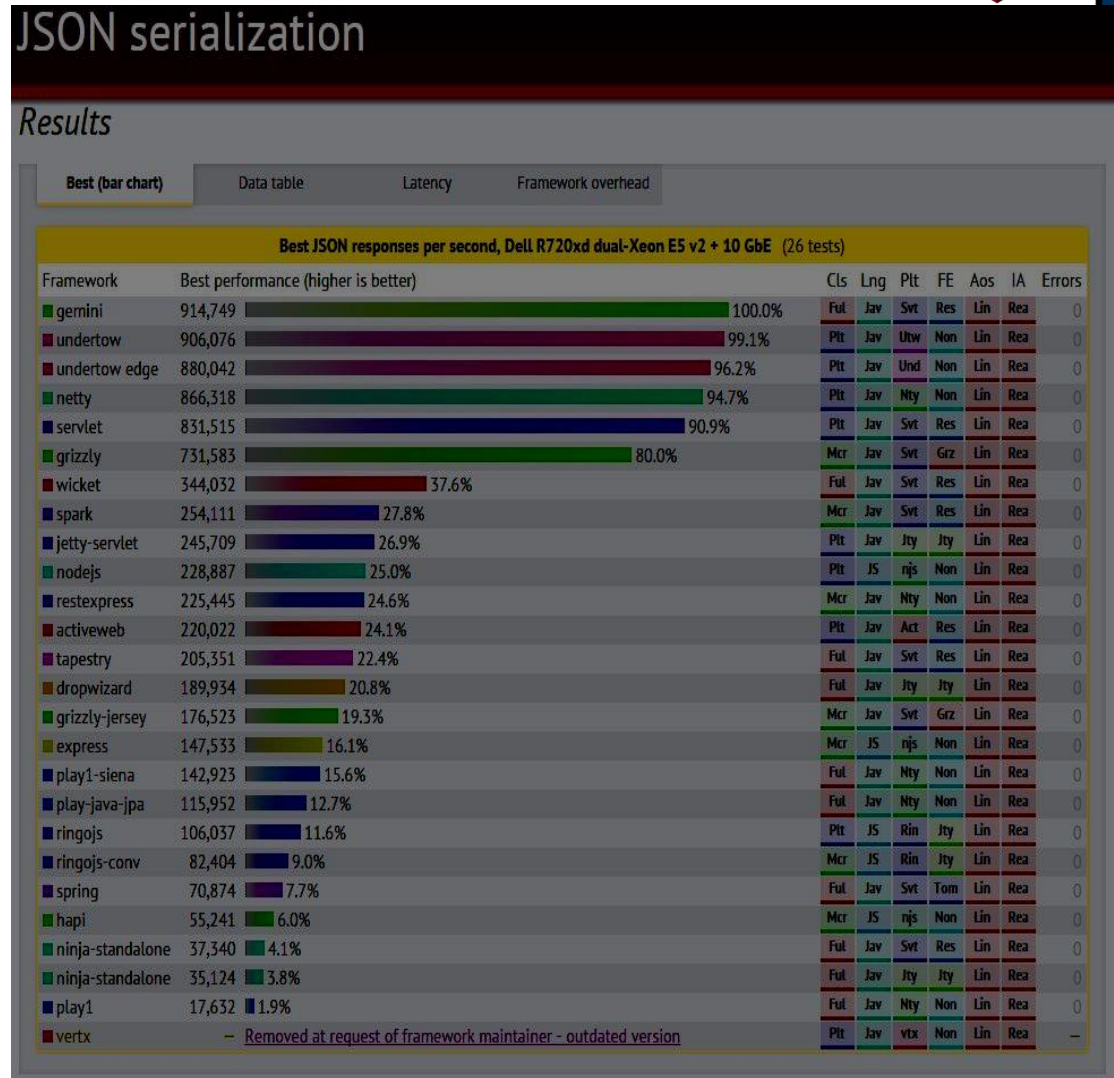 JSON serialization
Results
Best (bar chart) Data table Latency Framework overhead
Best JSON responses per second, Dell R720xd dual-Xeon E5 v2 + 10 GbE (26 tests)
Framework Best performance (higher is better) Cls Lng Plt FE Aos IA Errors
gemini 914,749 100.0% Ful Jav Svt Res Lin Rea 0
undertow 906,076 99.1% Plt Jav Utw Non Lin Rea 0
undertow edge 880,042 96.2% Plt Jav Und Non Lin Rea 0
netty 866,318 94.7% Plt Jav Nty Non Lin Rea 0
servlet 831,515 90.9% Plt Jav Svt Res Lin Rea 0
grizzly 731,583 80.0% Mcr Jav Svt Grz Lin Rea 0
wicket 344,032 37.6% Ful Jav Svt Res Lin Rea 0
spark 254,111 27.8% Mcr Jav Svt Res Lin Rea 0
jetty-servlet 245,709 26.9% Plt Jav Jty Jty Lin Rea 0
nodejs 228,887 25.0% Plt JS njs Non Lin Rea 0
restexpress 225,445 24.6% Mcr Jav Nty Non Lin Rea 0
activeweb 220,022 24.1% Plt Jav Act Res Lin Rea 0
tapestry 205,351 22.4% Ful Jav Svt Res Lin Rea 0
dropwizard 189,934 20.8% Ful Jav Jty Jty Lin Rea 0
grizzly-jersey 176,523 19.3% Mcr Jav Svt Grz Lin Rea 0
express 147,533 16.1% Mcr JS njs Non Lin Rea 0
play1-siena 142,923 15.6% Ful Jav Nty Non Lin Rea 0
play-java-jpa 115,952 12.7% Ful Jav Nty Non Lin Rea 0
ringojs 106,037 11.6% Plt JS Rin Jty Lin Rea 0
ringojs-conv 82,404 9.0% Mcr JS Rin Jty Lin Rea 0
spring 70,874 7.7% Ful Jav Svt Tom Lin Rea 0
hapi 55,241 6.0% Mcr JS njs Non Lin Rea 0
ninja-standalone 37,340 4.1% Ful Jav Svt Res Lin Rea 0
ninja-standalone 35,124 3.8% Ful Jav Jty Jty Lin Rea 0
play1 17,632 1.9% Ful Jav Nty Non Lin Rea 0
vertx – Removed at request of framework maintainer - outdated version Plt Jav vtx Non Lin Rea –